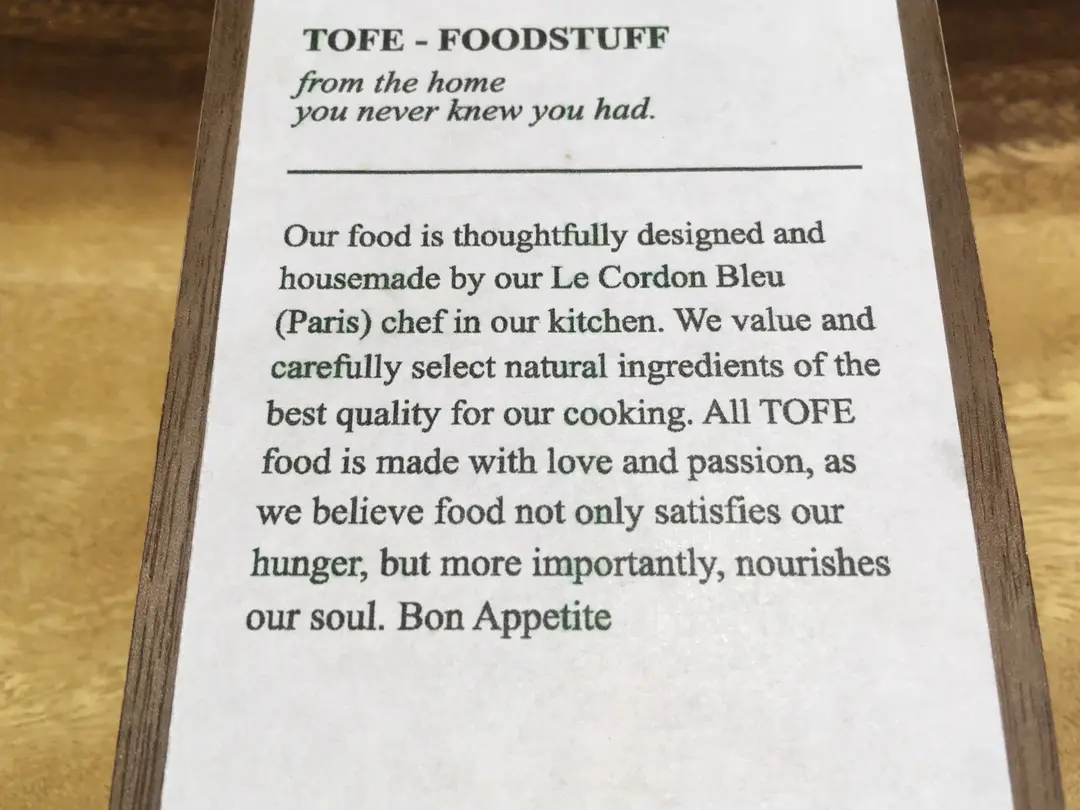 TOFE - FOODSTUFF
from the home
you never knew you had.
Our food is thoughtfully designed and
housemade by our Le Cordon Bleu
(Paris) chef in our kitchen. We value and
carefully select natural ingredients of the
best quality for our cooking. All TOFE
food is made with love and passion, as
we believe food not only satisfies our
hunger, but more importantly, nourishes
our soul. Bon Appetite